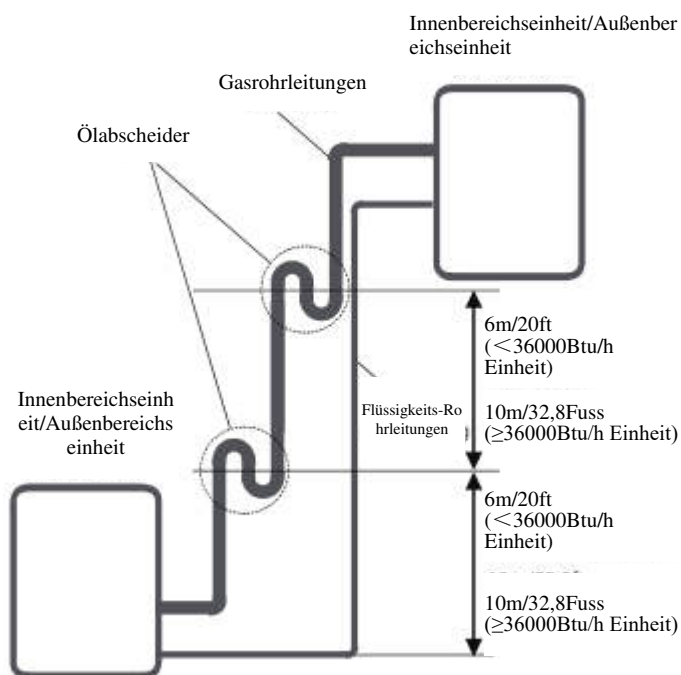 Innenbereichseinheit/Außenber
eichseinheit
Gasrohrleitungen
Ölabscheider
6m/20ft
(<36000Btu/h
Einheit)
Innenbereichseinh
eit/Außenbereichs
einheit
Flüssigkeits-Ro
hrleitungen
10m/32,8Fuss
(≥36000Btu/h Einheit)
6m/20ft
(<36000Btu/h
Einheit)
10m/32,8Fuss
(≥36000Btu/h Einheit)